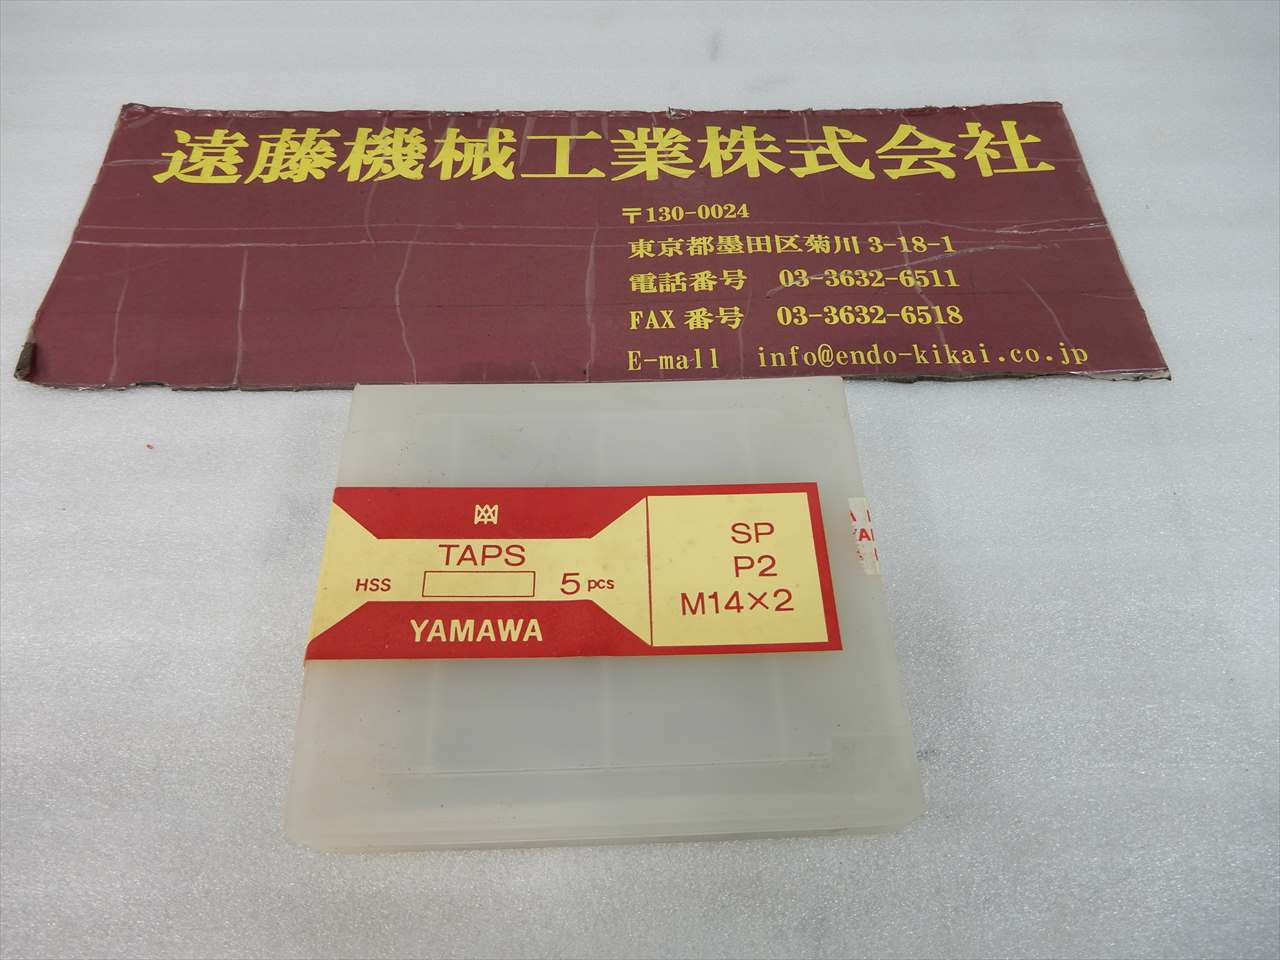 遠藤機械工業株式会社
〒130-0024
東京都墨田区菊川 3-18-1
電話番号 03-3632-6511
FAX 番号 03-3632-6518
E-mall info@endo-kikai.co.jp
TAPS
HSS 5 pcs
YAMAWA
SP
P2
M14×2